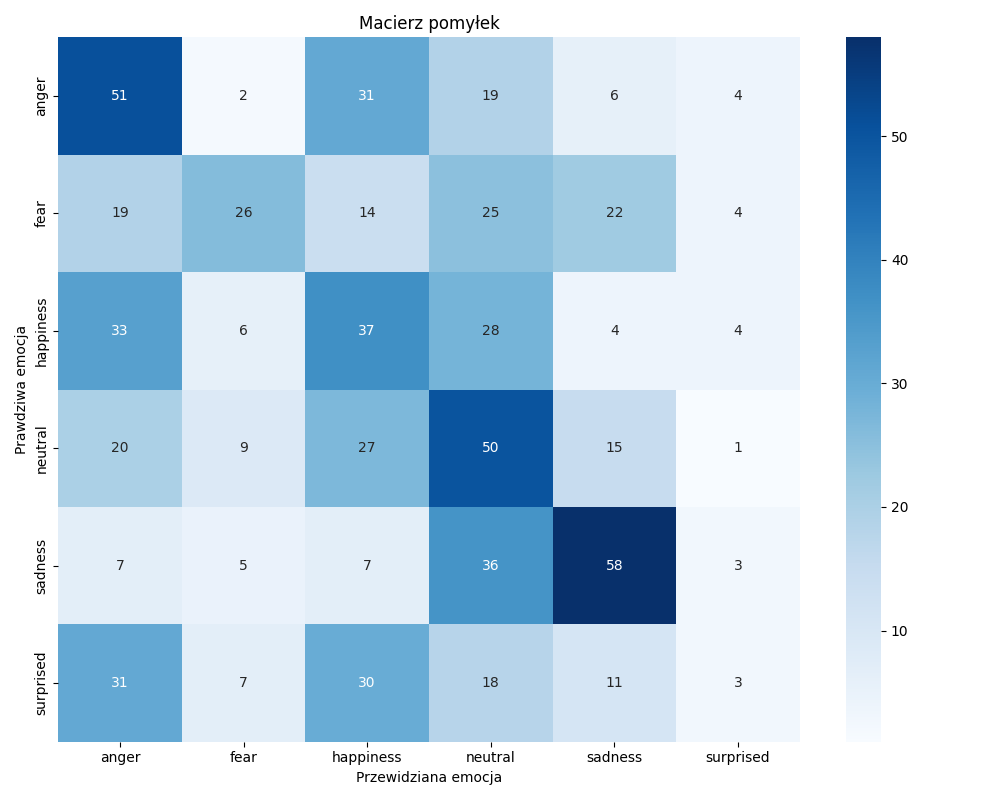 Macierz pomyłek
Prawdziwa emocja
anger 51 2 31 19 6 4
fear 19 26 14 25 22 4
happiness 33 6 37 28 4 4
neutral 20 9 27 50 15 1
sadness 7 5 7 36 58 3
surprised 31 7 30 18 11 3
anger fear happiness neutral sadness surprised
Przewidziana emocja
50
40
30
20
10